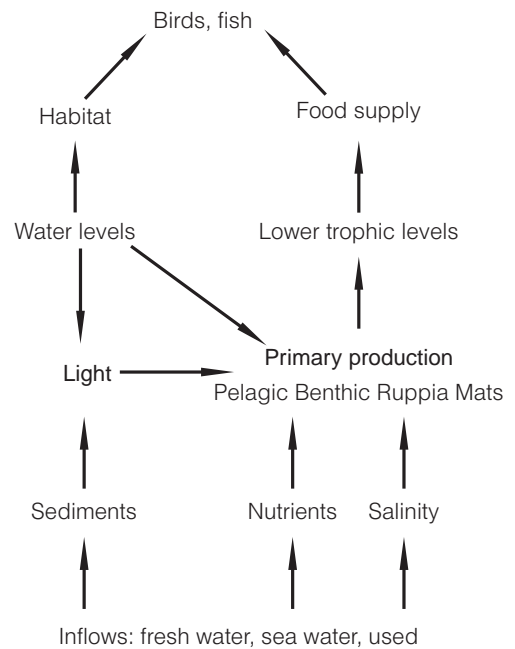 Birds, fish
Habitat
Food supply
Water levels
Lower trophic levels
Light
Primary production
Pelagic Benthic Ruppia Mats
Sediments
Nutrients
Salinity
Inflows: fresh water, sea water, used